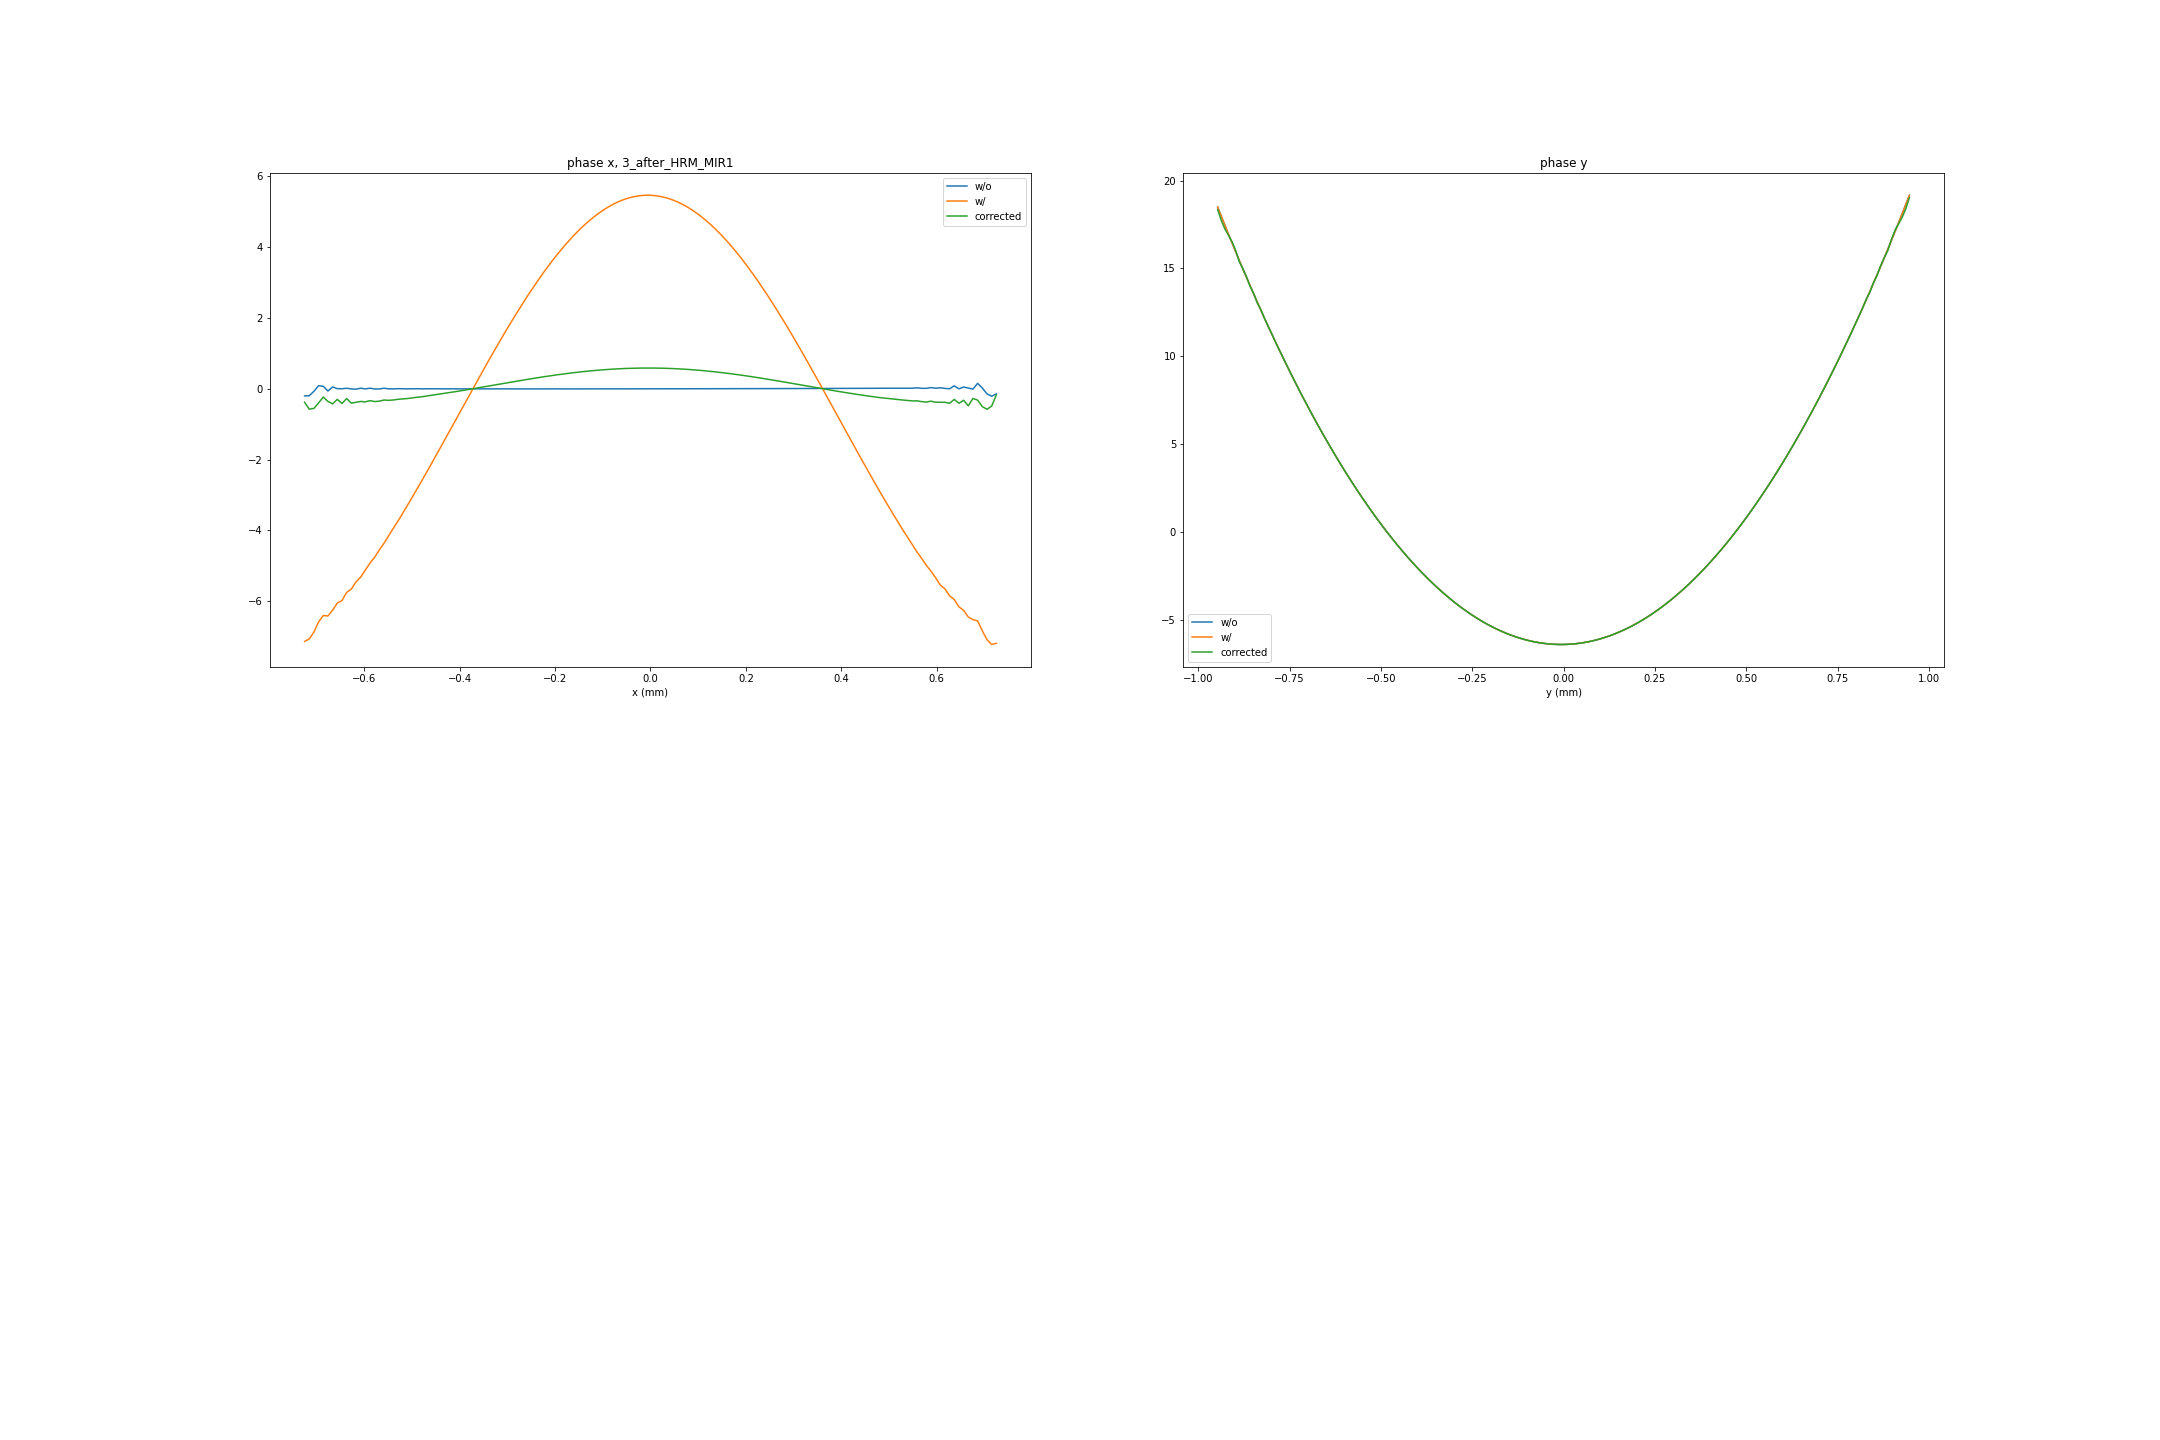 phase x, 3_after_HRM_MIR1
6
4
2
0
−2
−4
−6
w/o
w/
corrected
−0.6 −0.4 −0.2 0.0 0.2 0.4 0.6
x (mm)
phase y
20
15
10
5
0
−5
w/o
w/
corrected
−1.00 −0.75 −0.50 −0.25 0.00 0.25 0.50 0.75 1.00
y (mm)